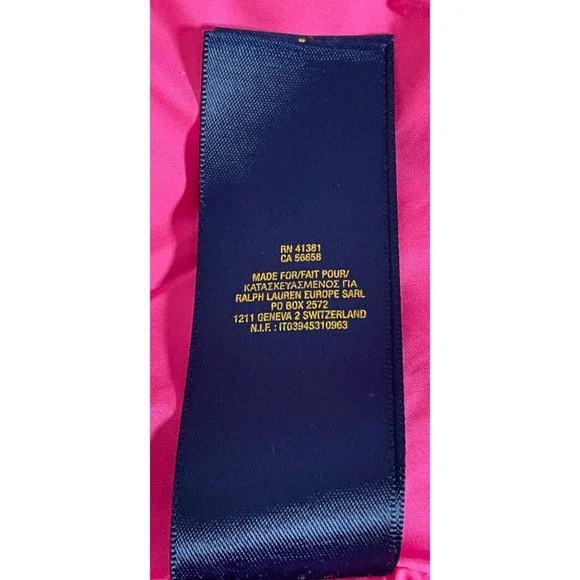 RN 41381
CA 56658
MADE FOR/FAIT POUR/
ΚΑΤΑΣΚΕΥΑΣΜΕΝΟΣ ΓΙΑ
RALPH LAUREN EUROPE SARL
PO BOX 2572
1211 GENEVA 2 SWITZERLAND
N.I.F. : IT03945310963